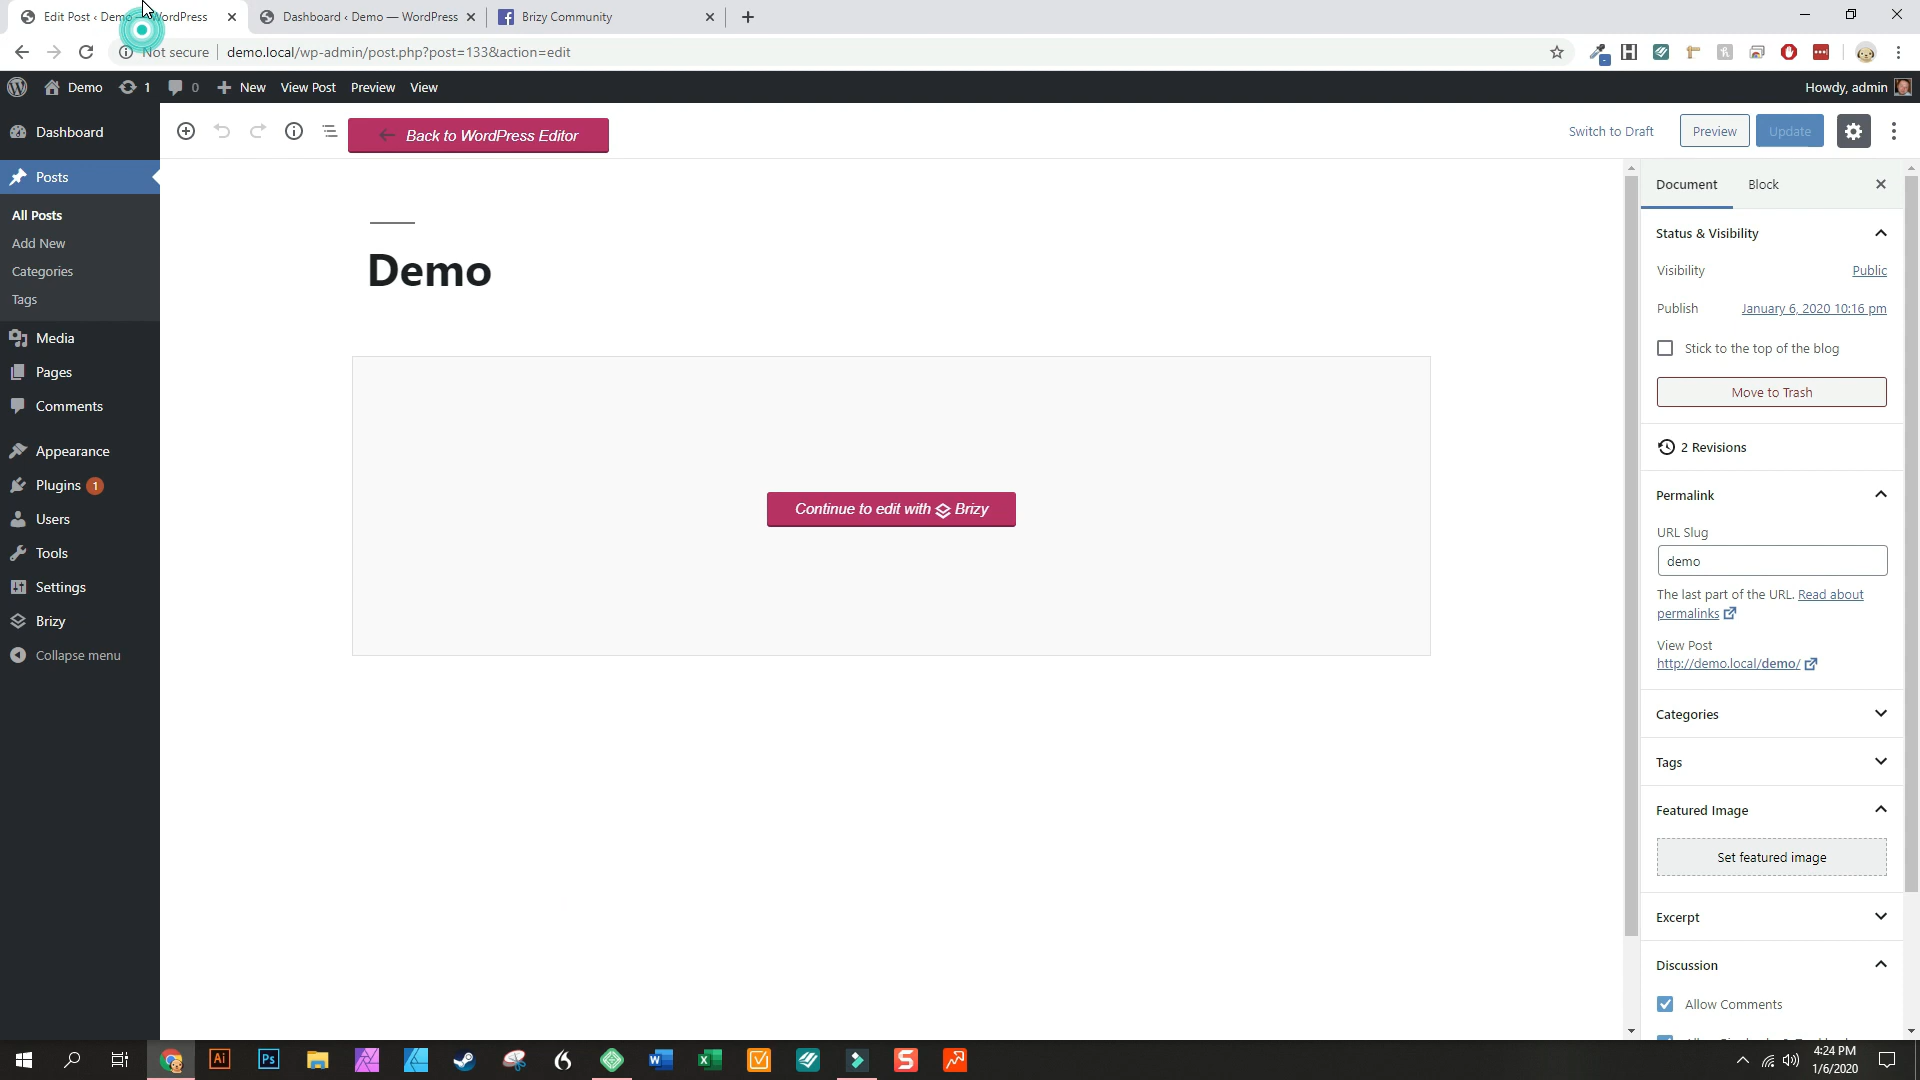 Edit Post ‹ Demo — WordPress
Dashboard ‹ Demo — WordPress
Brizy Community
Not secure
demo.local/wp-admin/post.php?post=133&action=edit
Demo
1
0
New
View Post
Preview
View
Howdy, admin
Dashboard
Posts
All Posts
Add New
Categories
Tags
Media
Pages
Comments
Appearance
Plugins 1
Users
Tools
Settings
Brizy
Collapse menu
Back to WordPress Editor
Switch to Draft
Preview
Update
Demo
Continue to edit with Brizy
Document
Block
Status & Visibility
Visibility
Public
Publish
January 6, 2020 10:16 pm
Stick to the top of the blog
Move to Trash
2 Revisions
Permalink
URL Slug
demo
The last part of the URL. Read about
permalinks
View Post
http://demo.local/demo/
Categories
Tags
Featured Image
Set featured image
Excerpt
Discussion
Allow Comments
Ai
Ps
4:24 PM
1/6/2020